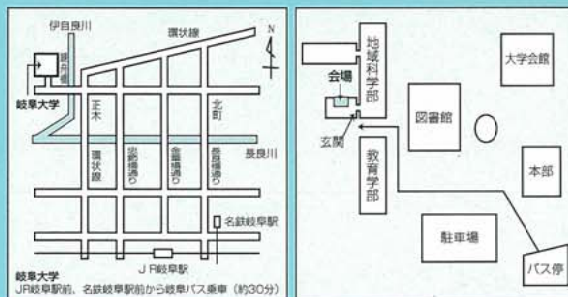 伊自良川
環状線
N
岐阜大学
正木
北町
環状線
忠節橋通り
金華橋通り
長良橋通り
長良川
名鉄岐阜駅
JR岐阜駅
岐阜大学
JR岐阜駅前、名鉄岐阜駅前から岐阜バス乗車（約30分）
地域科学部
会場
玄関
教育学部
図書館
大学会館
本部
駐車場
バス停